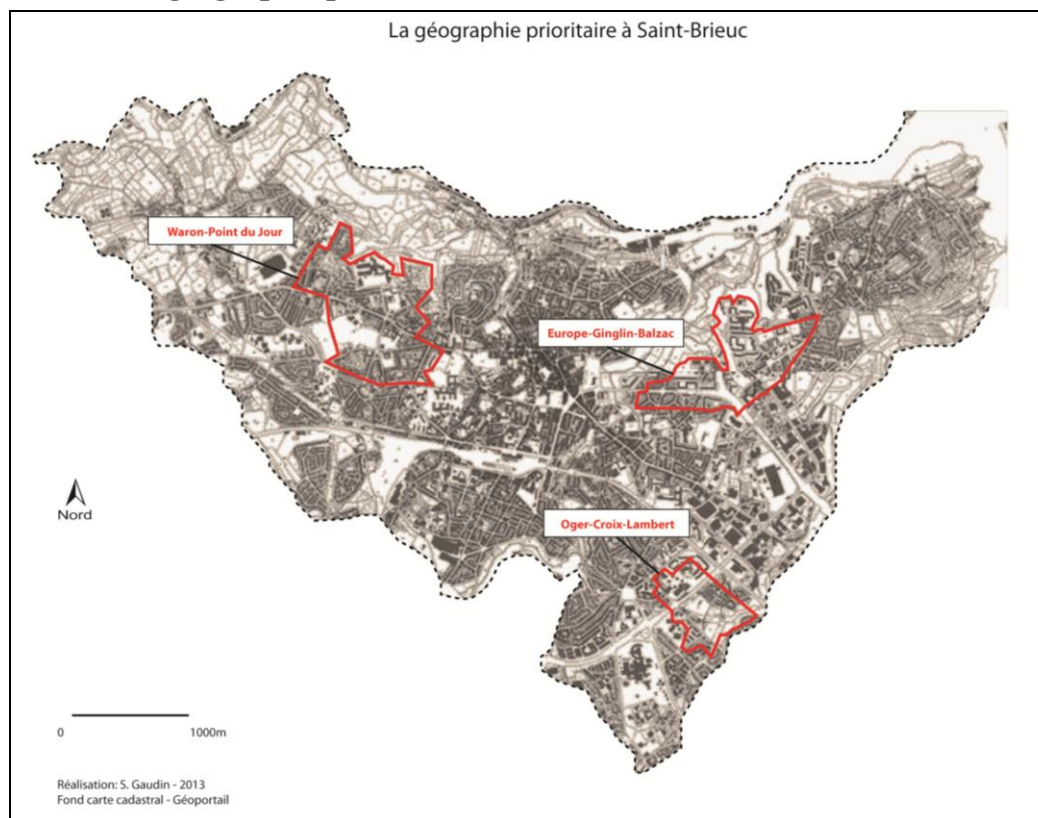 La géographie prioritaire à Saint-Brieuc
Waron-Point du Jour
Europe-Ginglin-Balzac
Oger-Croix-Lambert
Nord
0 1000m
Réalisation: S. Gaudin - 2013
Fond carte cadastral - Géoportail